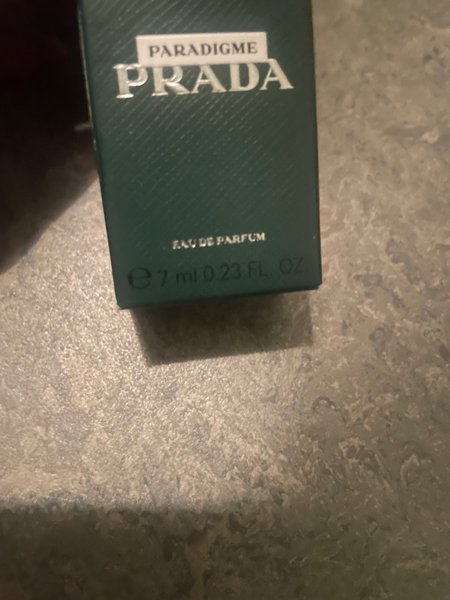 PARADIGME
PRADA
EAU DE PARFUM
℮ 7 ml 0.23 FL. OZ.